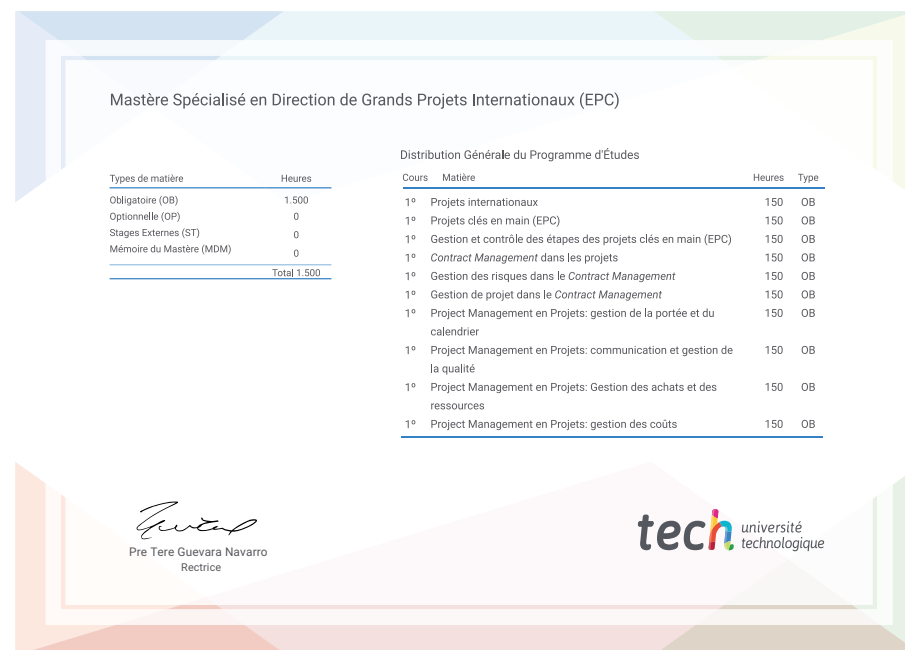 Mastère Spécialisé en Direction de Grands Projets Internationaux (EPC)
Types de matière Heures
Obligatoire (OB) 1.500
Optionnelle (OP) 0
Stages Externes (ST) 0
Mémoire du Mastère (MDM) 0
Total 1.500
Distribution Générale du Programme d'Études
Cours Matière Heures Type
1º Projets internationaux 150 OB
1º Projets clés en main (EPC) 150 OB
1º Gestion et contrôle des étapes des projets clés en main (EPC) 150 OB
1º Contract Management dans les projets 150 OB
1º Gestion des risques dans le Contract Management 150 OB
1º Gestion de projet dans le Contract Management 150 OB
1º Project Management en Projets: gestion de la portée et du 150 OB
calendrier
1º Project Management en Projets: communication et gestion de 150 OB
la qualité
1º Project Management en Projets: Gestion des achats et des 150 OB
ressources
1º Project Management en Projets: gestion des coûts 150 OB
Pre Tere Guevara Navarro
Rectrice
tech université
technologique